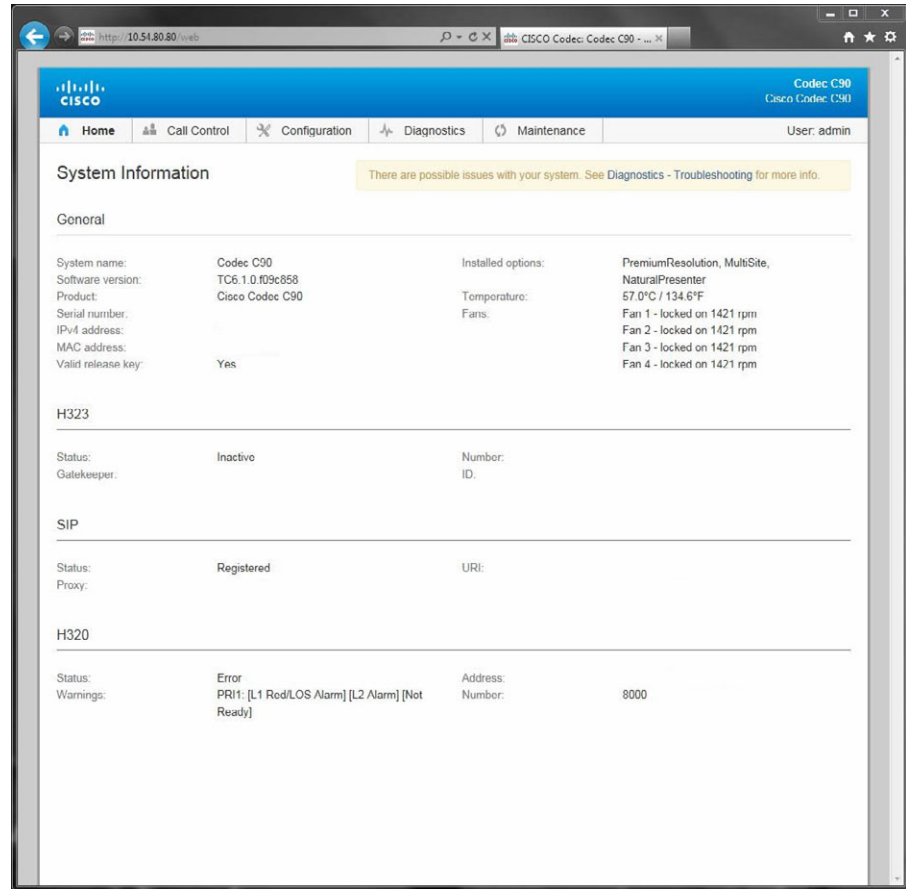 http://10.54.80.80/web
CISCO Codec: Codec C90 - ...
CISCO
Codec C90
Cisco Codec C90
Home Call Control Configuration Diagnostics Maintenance User: admin
System Information
There are possible issues with your system. See Diagnostics - Troubleshooting for more info.
General
System name: Codec C90
Software version: TC6.1.0.f09c858
Product: Cisco Codec C90
Serial number:
IPv4 address:
MAC address:
Valid release key: Yes
Installed options: PremiumResolution, MultiSite,
NaturalPresenter
Temperature: 57.0°C / 134.6°F
Fans: Fan 1 - locked on 1421 rpm
Fan 2 - locked on 1421 rpm
Fan 3 - locked on 1421 rpm
Fan 4 - locked on 1421 rpm
H323
Status: Inactive
Gatekeeper:
Number:
ID:
SIP
Status: Registered
Proxy:
URI:
H320
Status: Error
Warnings: PRI1: [L1 Red/LOS Alarm] [L2 Alarm] [Not
Ready]
Address:
Number: 8000